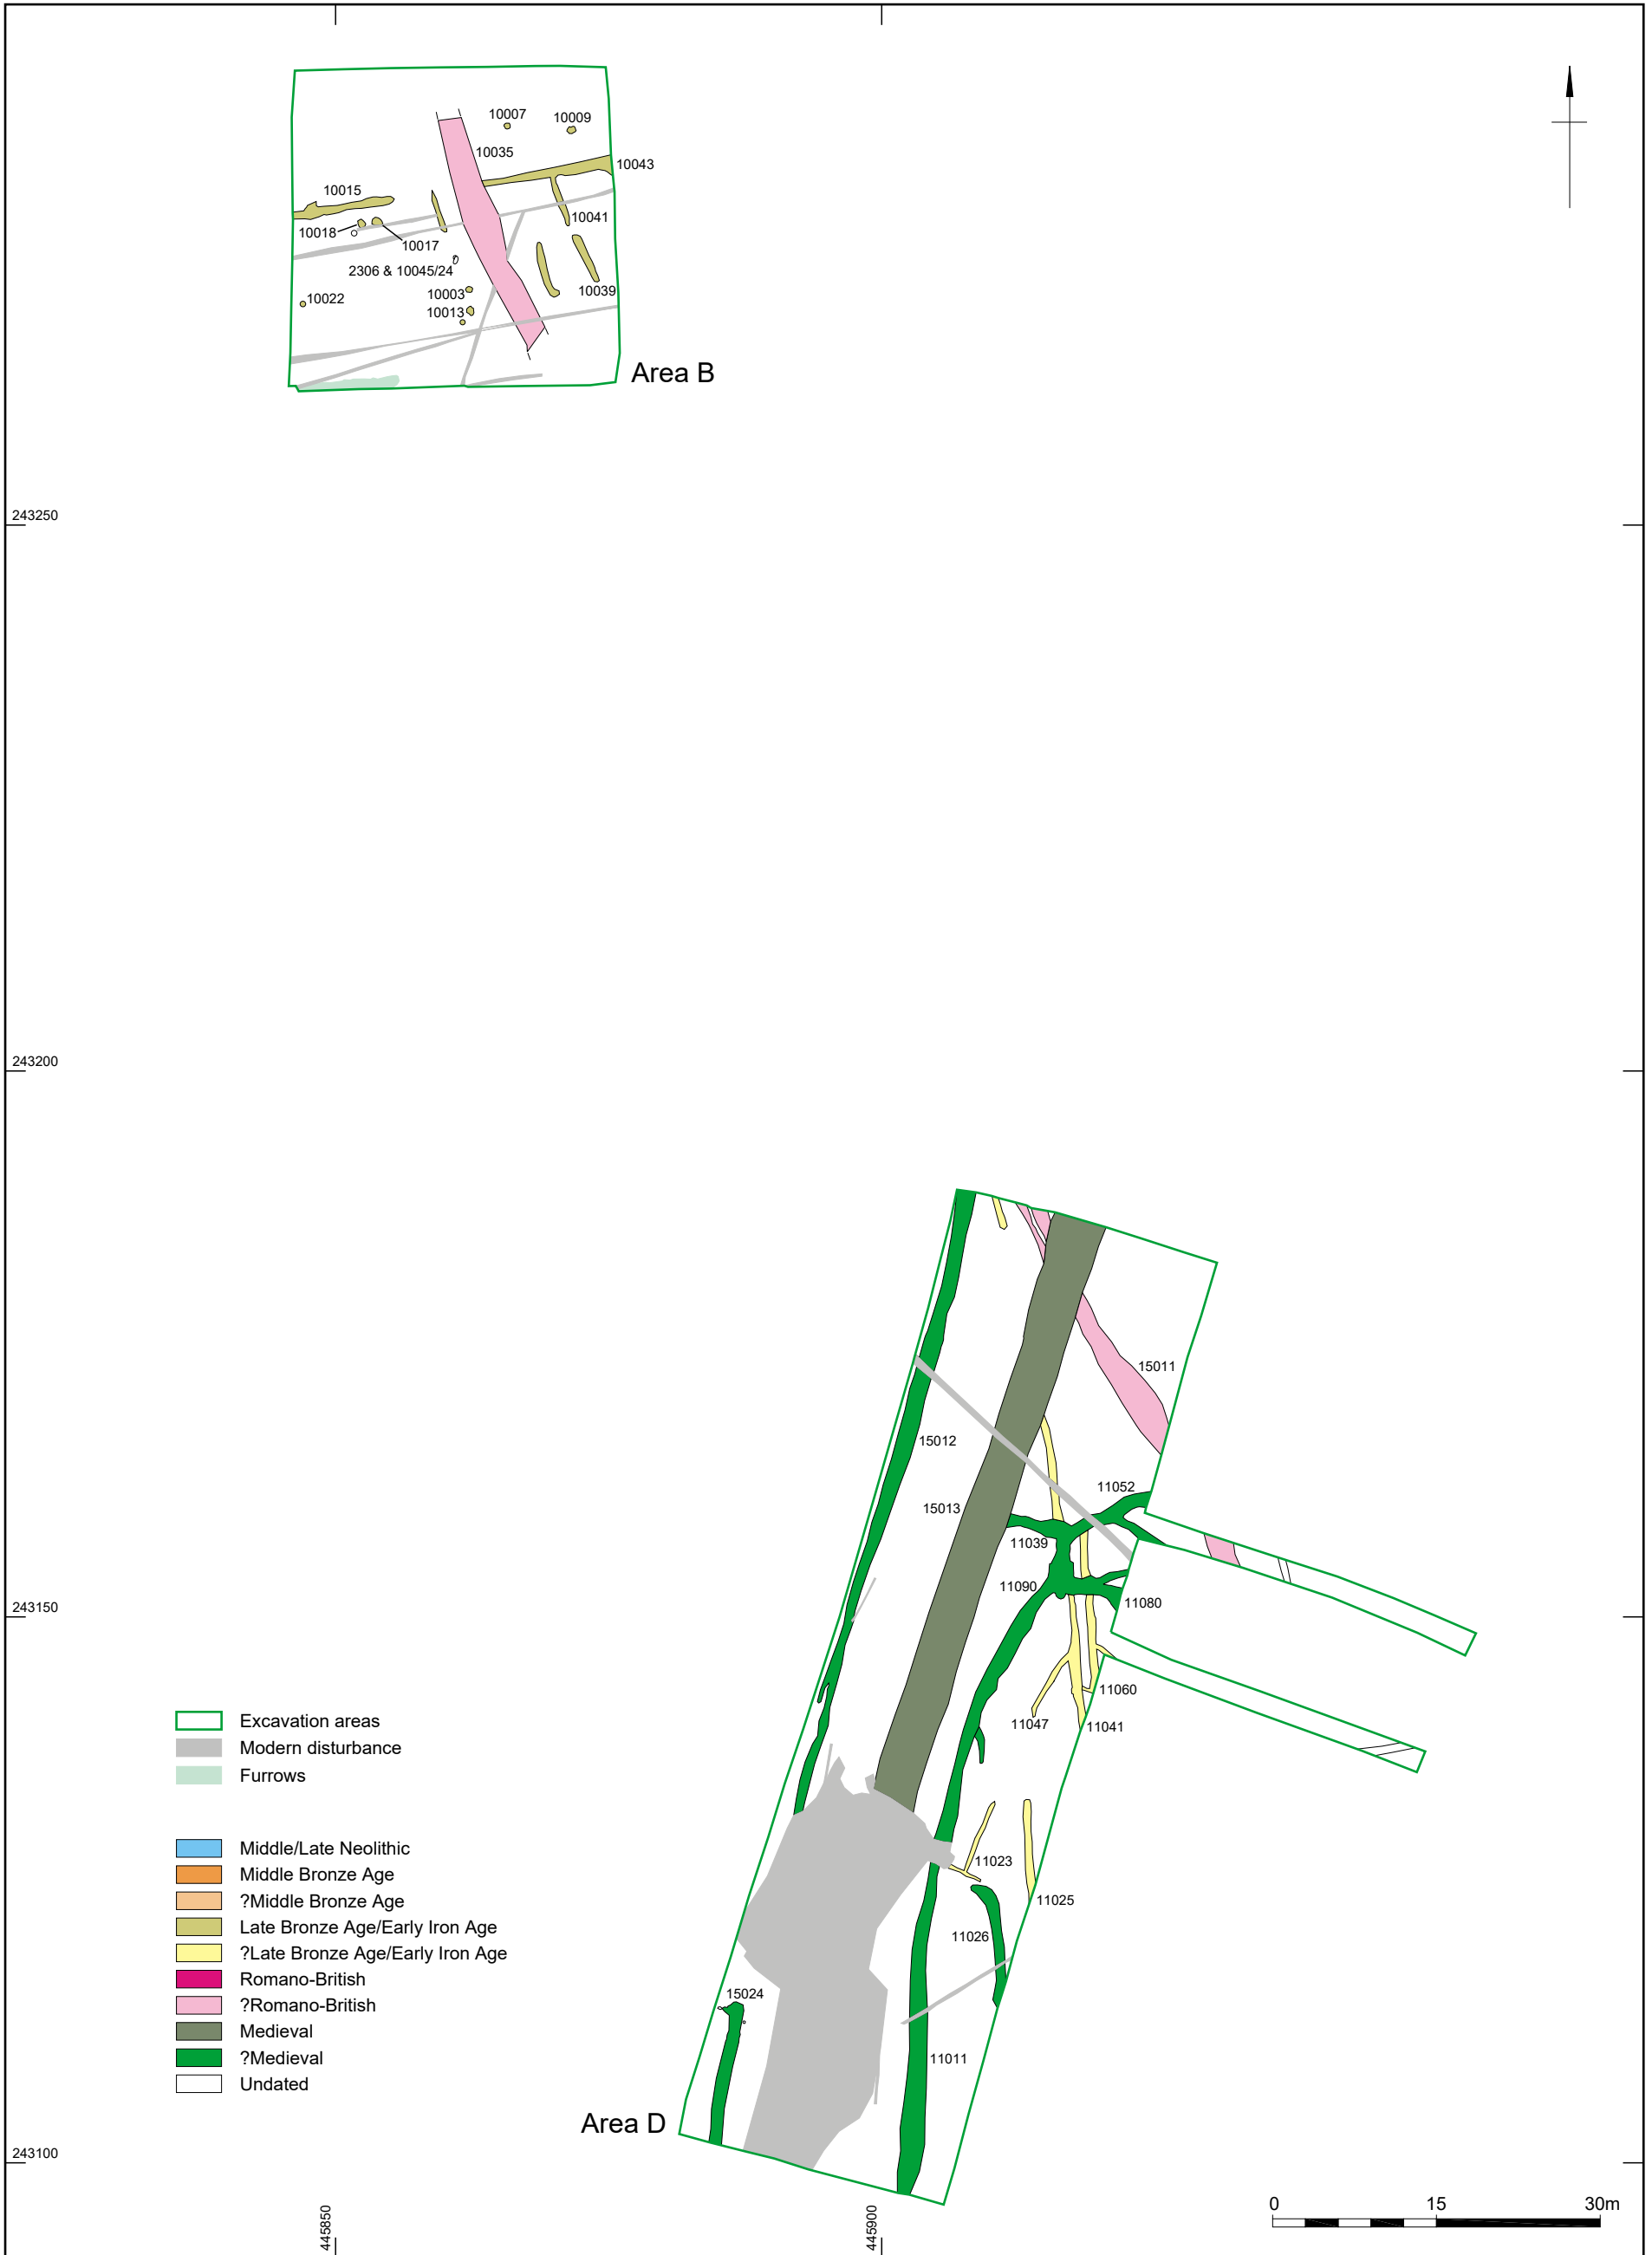 10007
10009
10035
10043
10015
10041
10018
10017
2306 & 10045/24
10003
10039
10022
10013
Area B
243250
243200
15011
15012
11052
15013
11039
11090
11080
243150
11060
11047
11041
Excavation areas
Modern disturbance
Furrows
Middle/Late Neolithic
Middle Bronze Age
?Middle Bronze Age
Late Bronze Age/Early Iron Age
?Late Bronze Age/Early Iron Age
Romano-British
?Romano-British
Medieval
?Medieval
Undated
11023
11025
11026
15024
11011
Area D
243100
445850
445900
0 15 30m